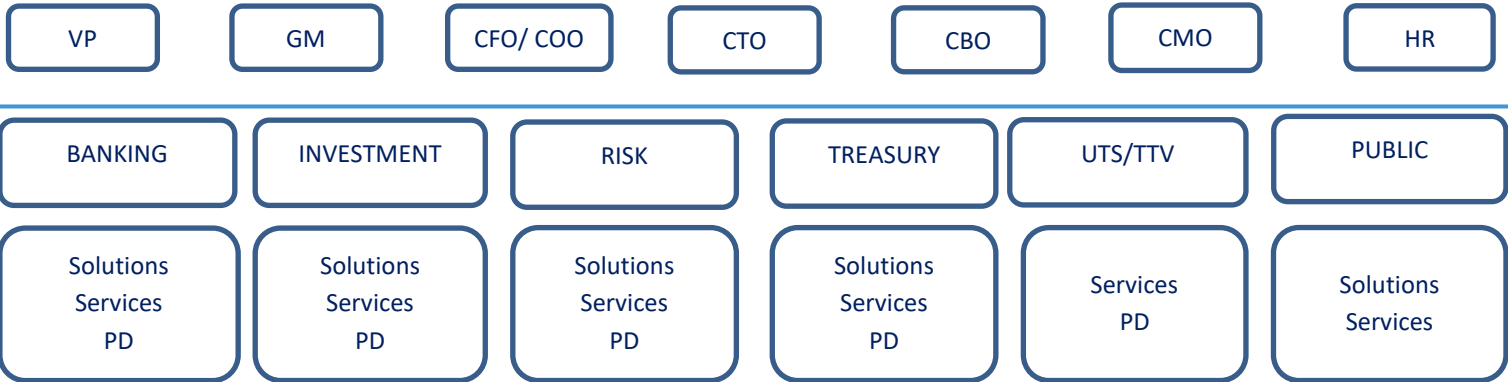 VP
GM
CFO/ COO
CTO
CBO
CMO
HR
BANKING
INVESTMENT
RISK
TREASURY
UTS/TTV
PUBLIC
Solutions
Services
PD
Solutions
Services
PD
Solutions
Services
PD
Solutions
Services
PD
Services
PD
Solutions
Services